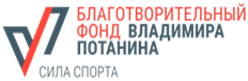 БЛАГОТВОРИТЕЛЬНЫЙ
ФОНД ВЛАДИМИРА
ПОТАНИНА
СИЛА СПОРТА